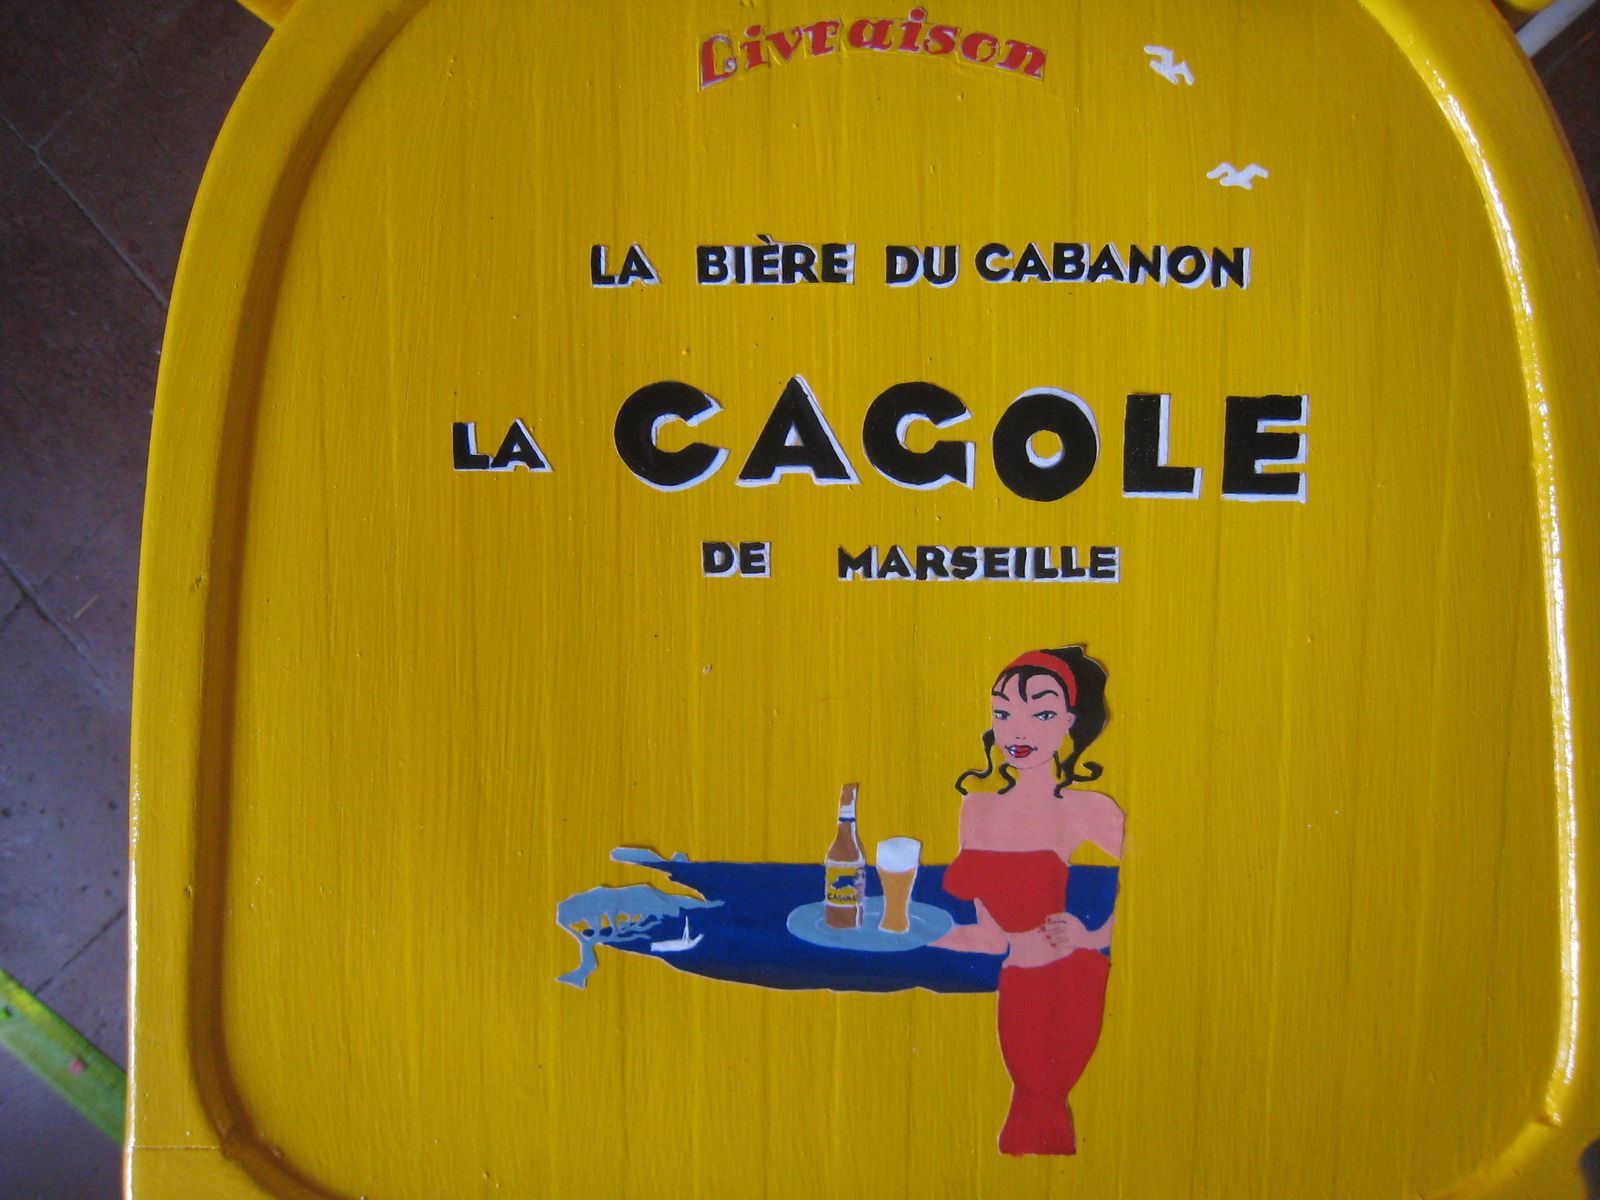 Livraison
LA BIÈRE DU CABANON
LA CAGOLE
DE MARSEILLE
CAGOLE